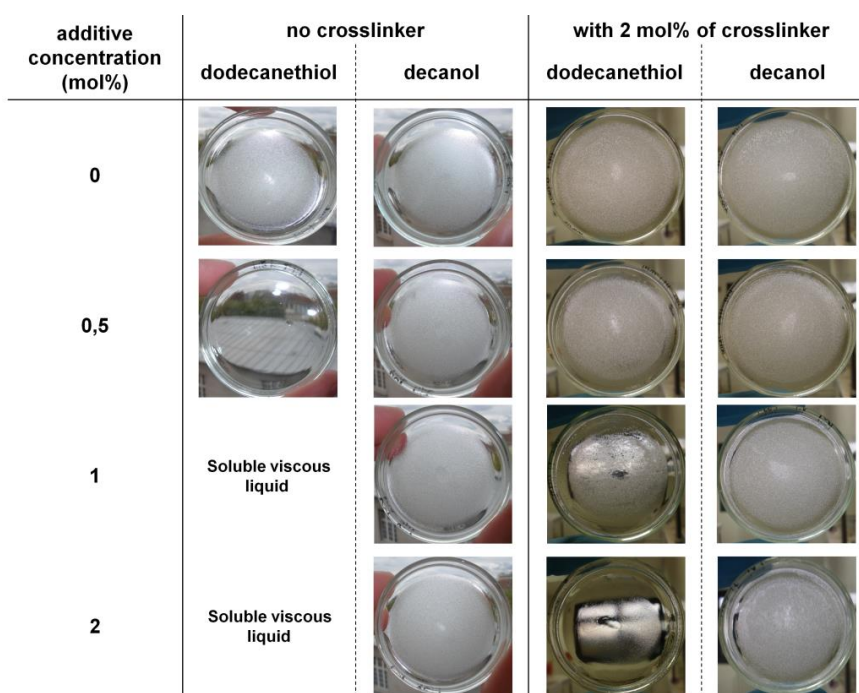 additive
concentration
(mol%)
no crosslinker
with 2 mol% of crosslinker
dodecanethiol
decanol
dodecanethiol
decanol
0
0,5
1
Soluble viscous
liquid
2
Soluble viscous
liquid